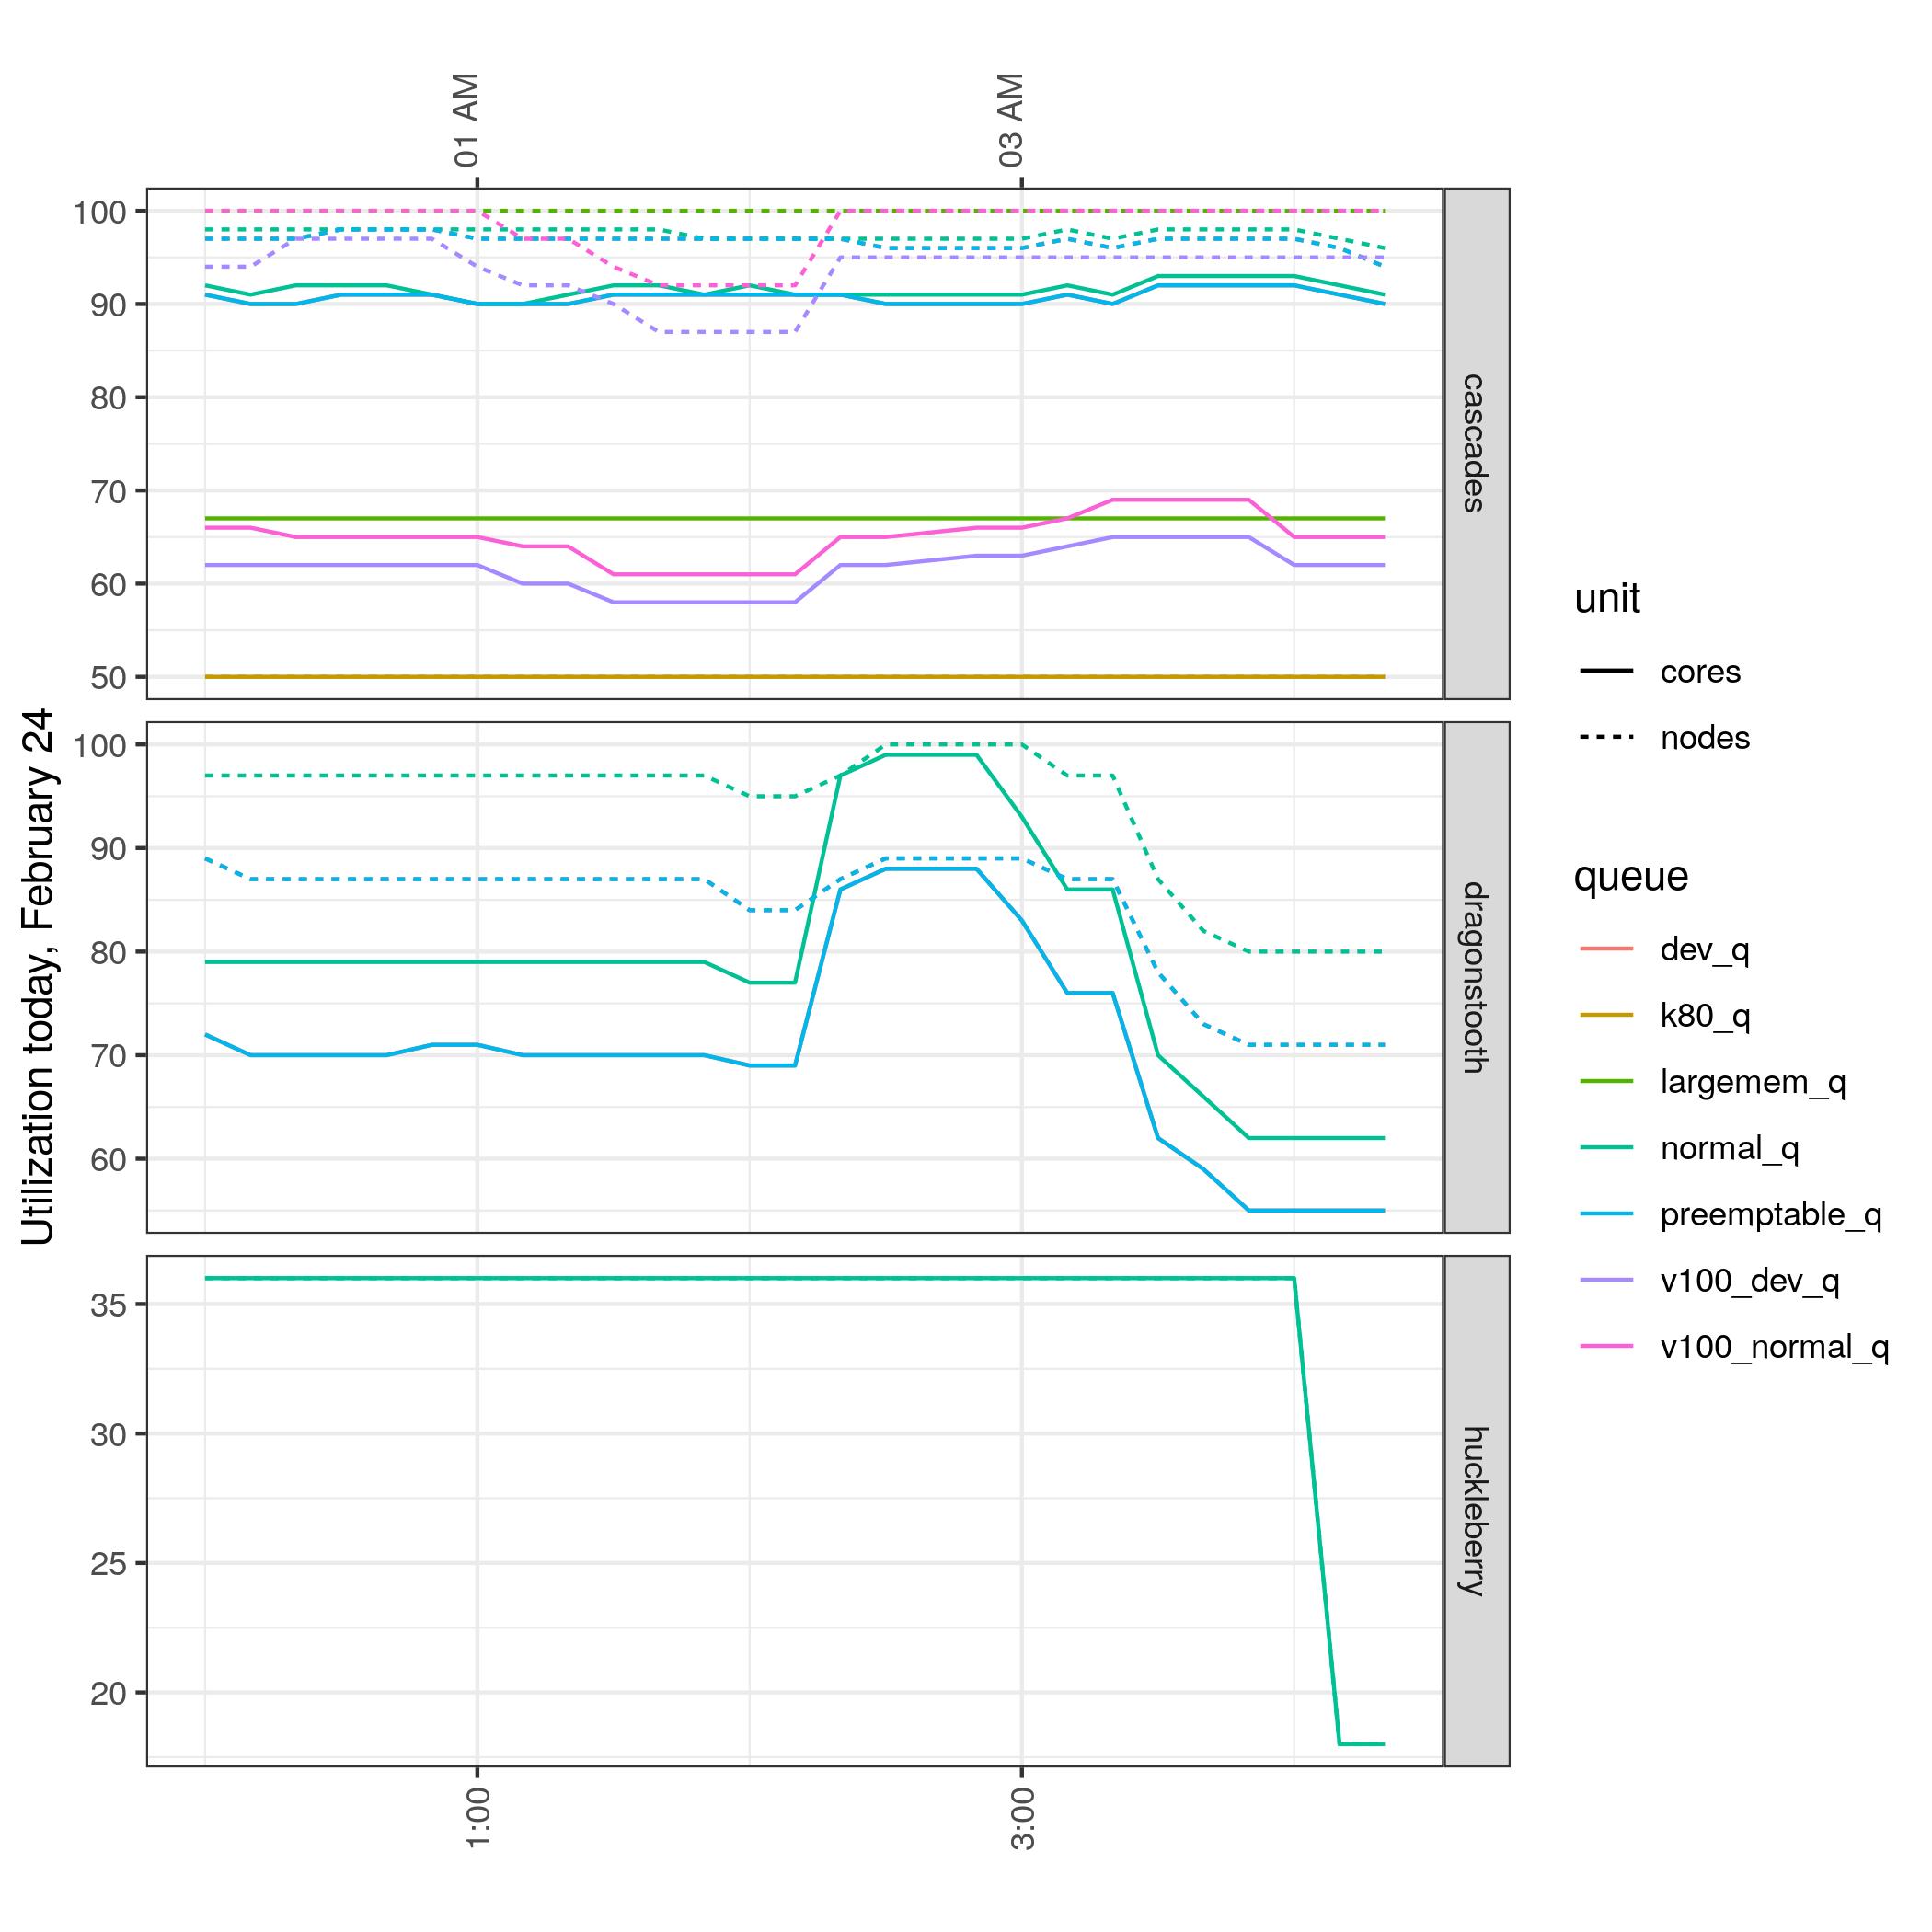 01 AM
03 AM
100
90
80
70
60
50
cascades
100
90
80
70
60
dragonstooth
35
30
25
20
huckleberry
1:00
3:00
Utilization today, February 24
unit
cores
nodes
queue
dev_q
k80_q
largemem_q
normal_q
preemptable_q
v100_dev_q
v100_normal_q